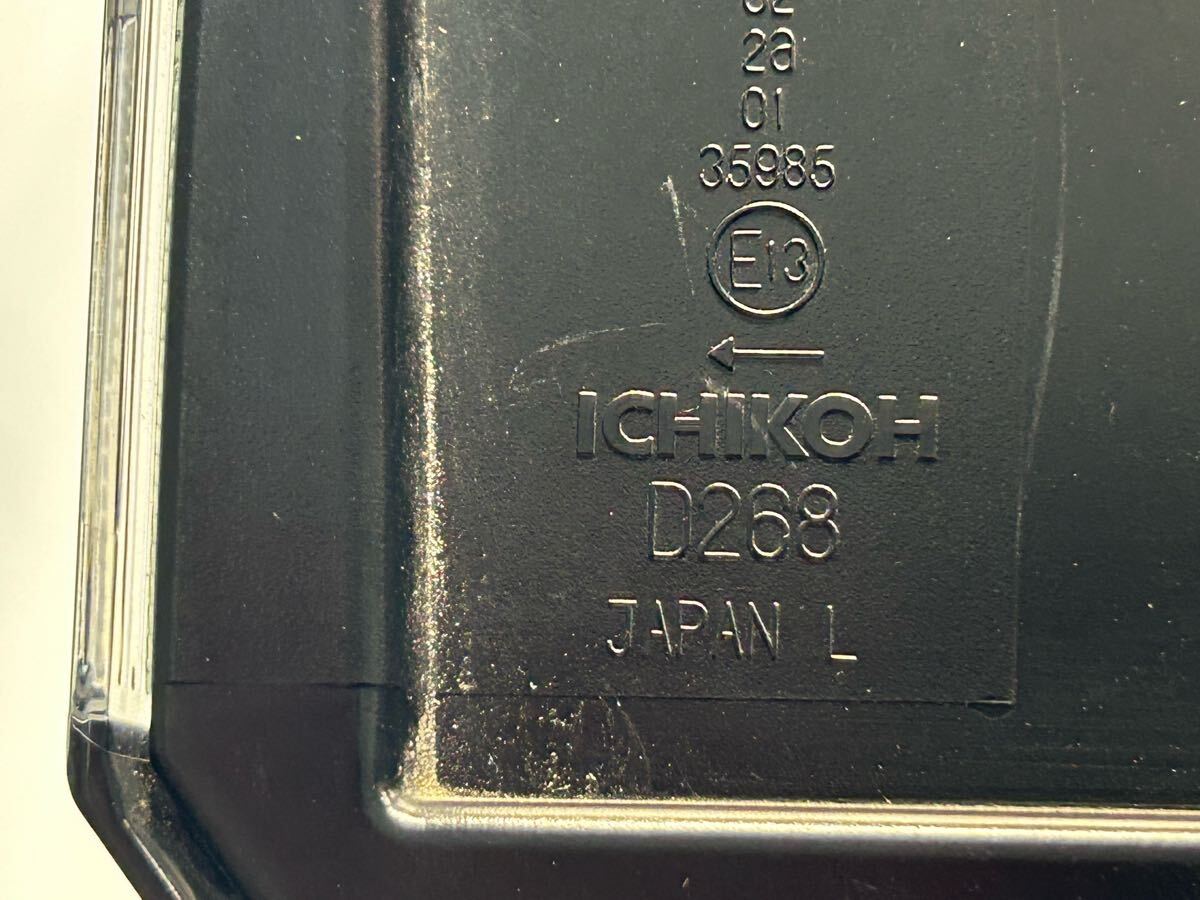 2a
01
35985
E13
←
ICHIKOH
D268
JAPAN L